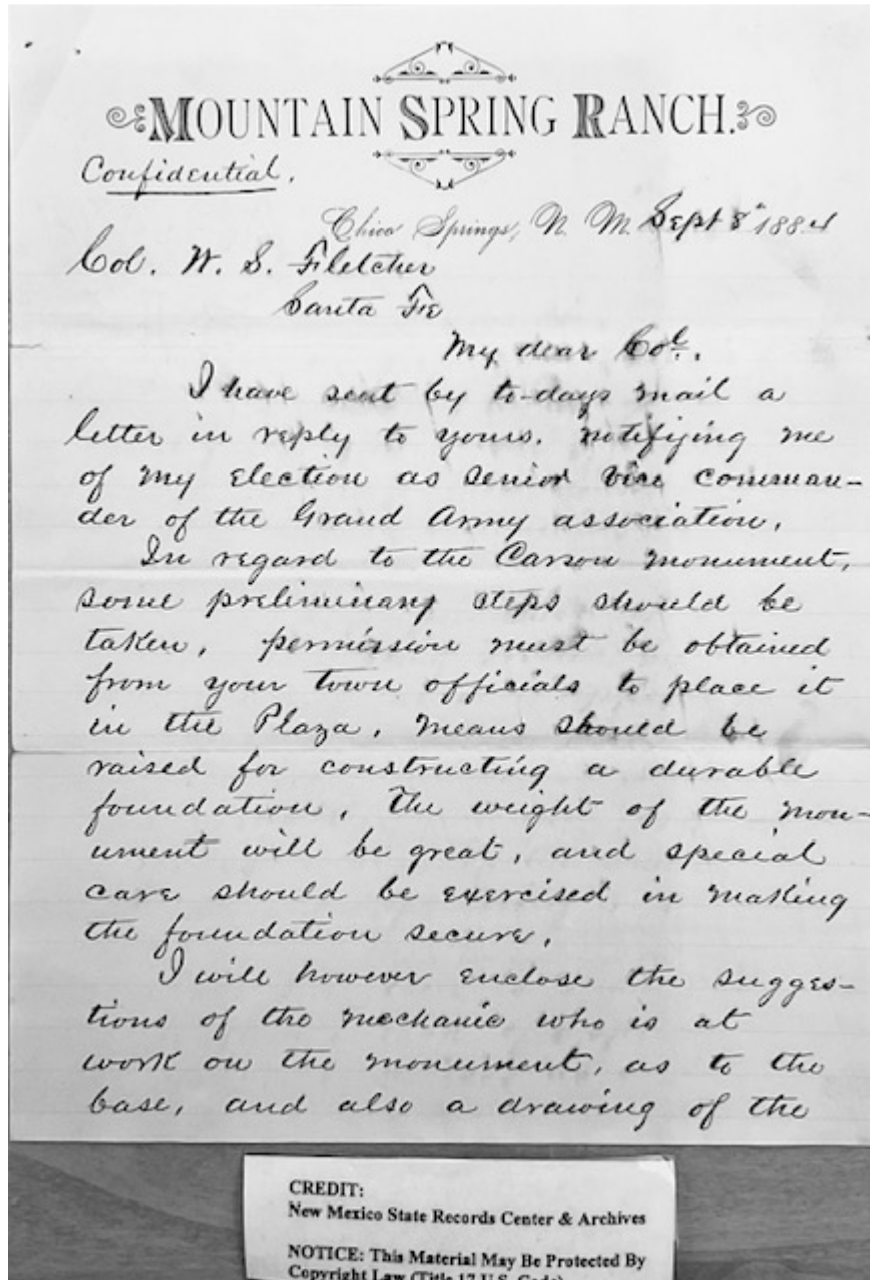 MOUNTAIN SPRING RANCH.
Confidential.
Chico Springs, N. M. Sept 8th 1884
Col. W. S. Fletcher
Santa Fe
My dear Col.
I have sent by to-days mail a
letter in reply to yours. notifying me
of my election as senior vice comman-
der of the Grand Army association.
In regard to the Carson monument,
some preliminary steps should be
taken, permission must be obtained
from your town officials to place it
in the Plaza, means should be
raised for constructing a durable
foundation, The weight of the mon-
ument will be great, and special
care should be exercised in making
the foundation secure,
I will however enclose the sugges-
tions of the mechanic who is at
work on the monument, as to the
base, and also a drawing of the
CREDIT:
New Mexico State Records Center & Archives
NOTICE: This Material May Be Protected By
Copyright Law (Title 17 U.S. Code)